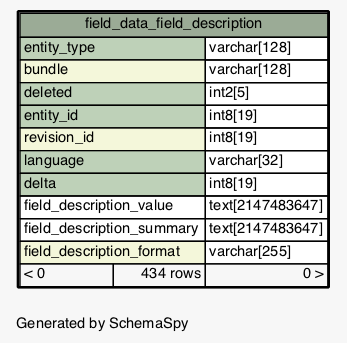 field_data_field_description
entity_type varchar[128]
bundle varchar[128]
deleted int2[5]
entity_id int8[19]
revision_id int8[19]
language varchar[32]
delta int8[19]
field_description_value text[2147483647]
field_description_summary text[2147483647]
field_description_format varchar[255]
< 0 434 rows 0 >
Generated by SchemaSpy